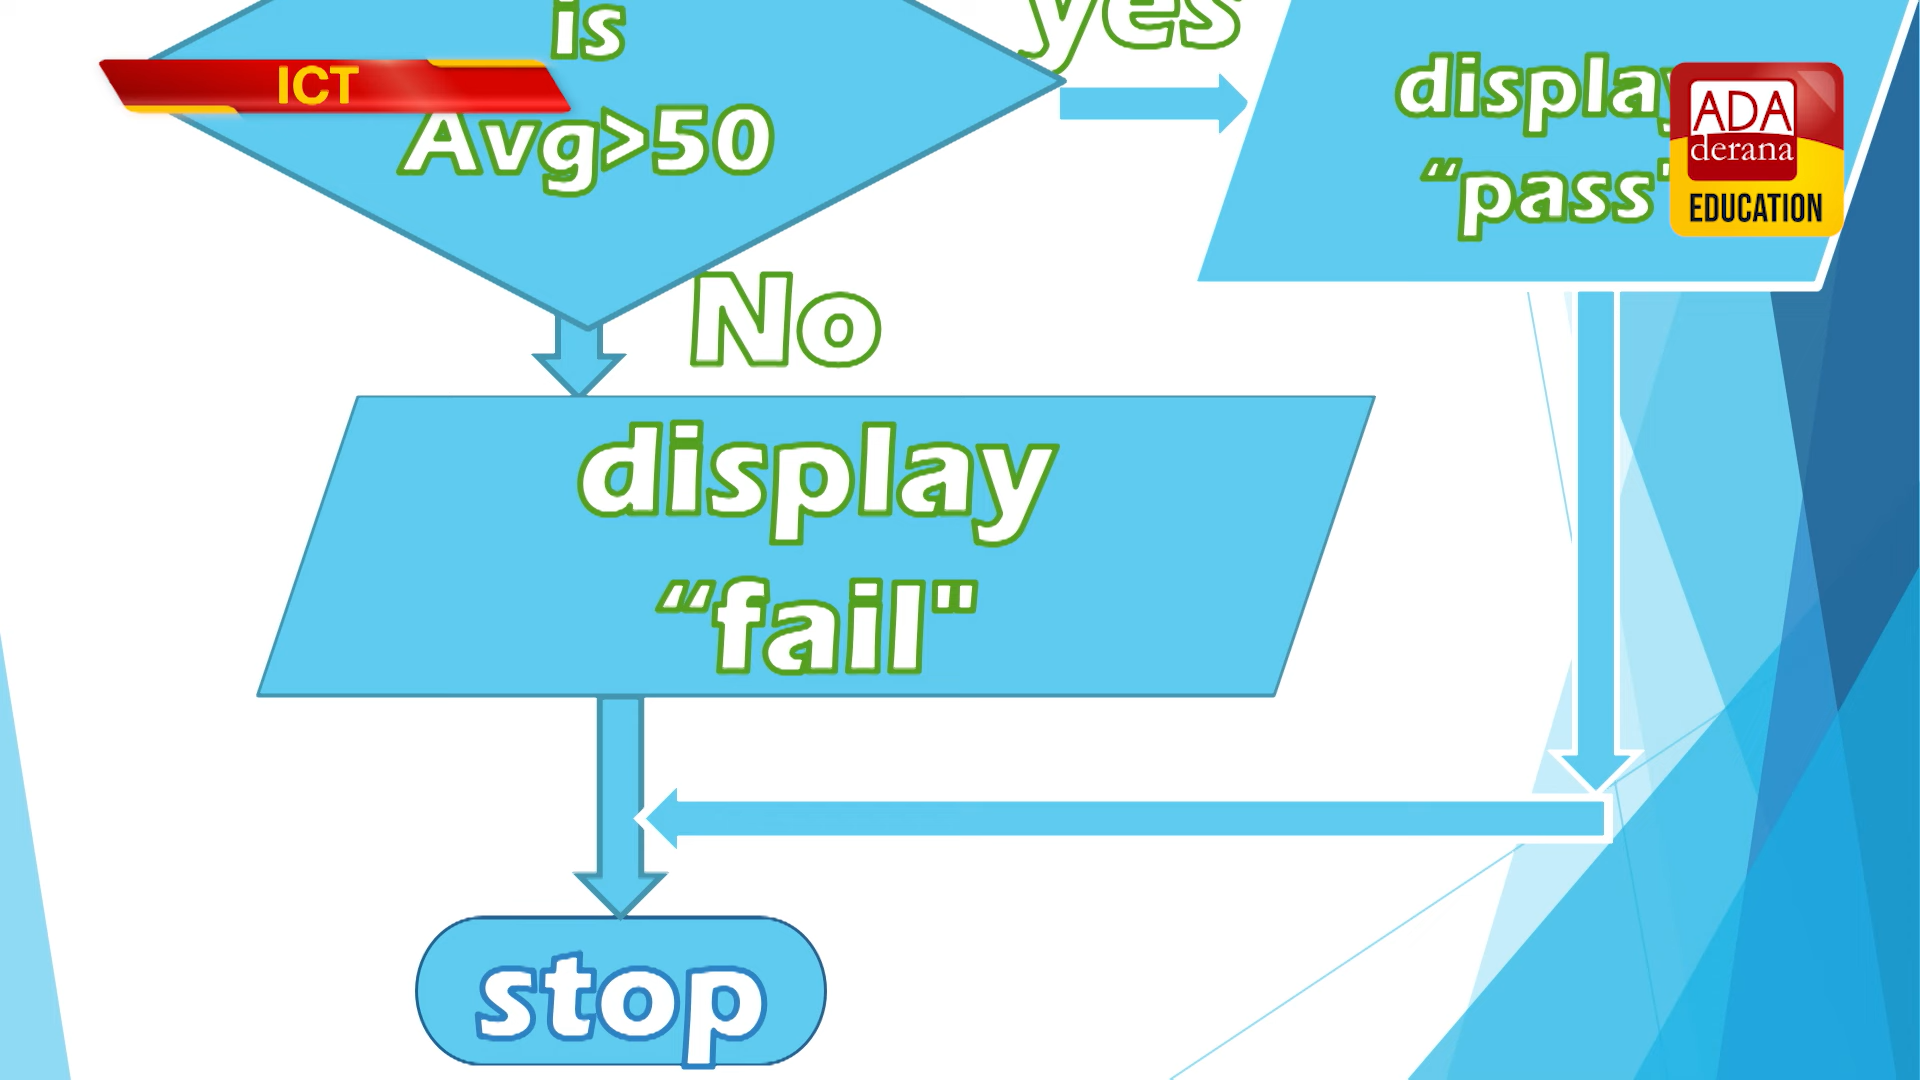 is
Avg>50
yes
display
“pass"
ICT
ADA
derana
EDUCATION
No
display
“fail"
stop